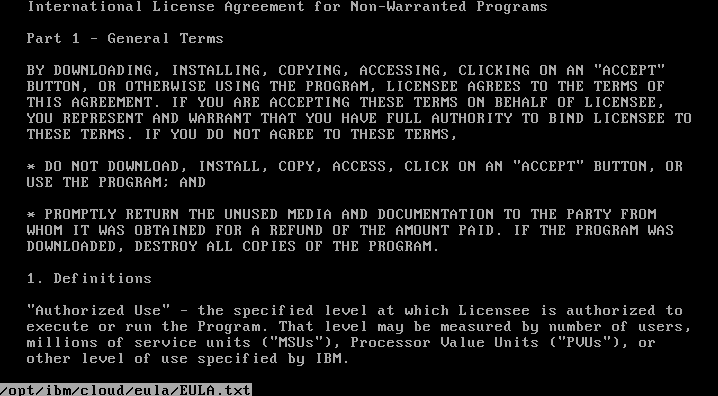 International License Agreement for Non-Warranted Programs
Part 1 - General Terms
BY DOWNLOADING, INSTALLING, COPYING, ACCESSING, CLICKING ON AN "ACCEPT"
BUTTON, OR OTHERWISE USING THE PROGRAM, LICENSEE AGREES TO THE TERMS OF
THIS AGREEMENT. IF YOU ARE ACCEPTING THESE TERMS ON BEHALF OF LICENSEE,
YOU REPRESENT AND WARRANT THAT YOU HAVE FULL AUTHORITY TO BIND LICENSEE TO
THESE TERMS. IF YOU DO NOT AGREE TO THESE TERMS,
* DO NOT DOWNLOAD, INSTALL, COPY, ACCESS, CLICK ON AN "ACCEPT" BUTTON, OR
USE THE PROGRAM; AND
* PROMPTLY RETURN THE UNUSED MEDIA AND DOCUMENTATION TO THE PARTY FROM
WHOM IT WAS OBTAINED FOR A REFUND OF THE AMOUNT PAID. IF THE PROGRAM WAS
DOWNLOADED, DESTROY ALL COPIES OF THE PROGRAM.
1. Definitions
"Authorized Use" - the specified level at which Licensee is authorized to
execute or run the Program. That level may be measured by number of users,
millions of service units ("MSUs"), Processor Value Units ("PVUs"), or
other level of use specified by IBM.
/opt/ibm/cloud/eula/EULA.txt